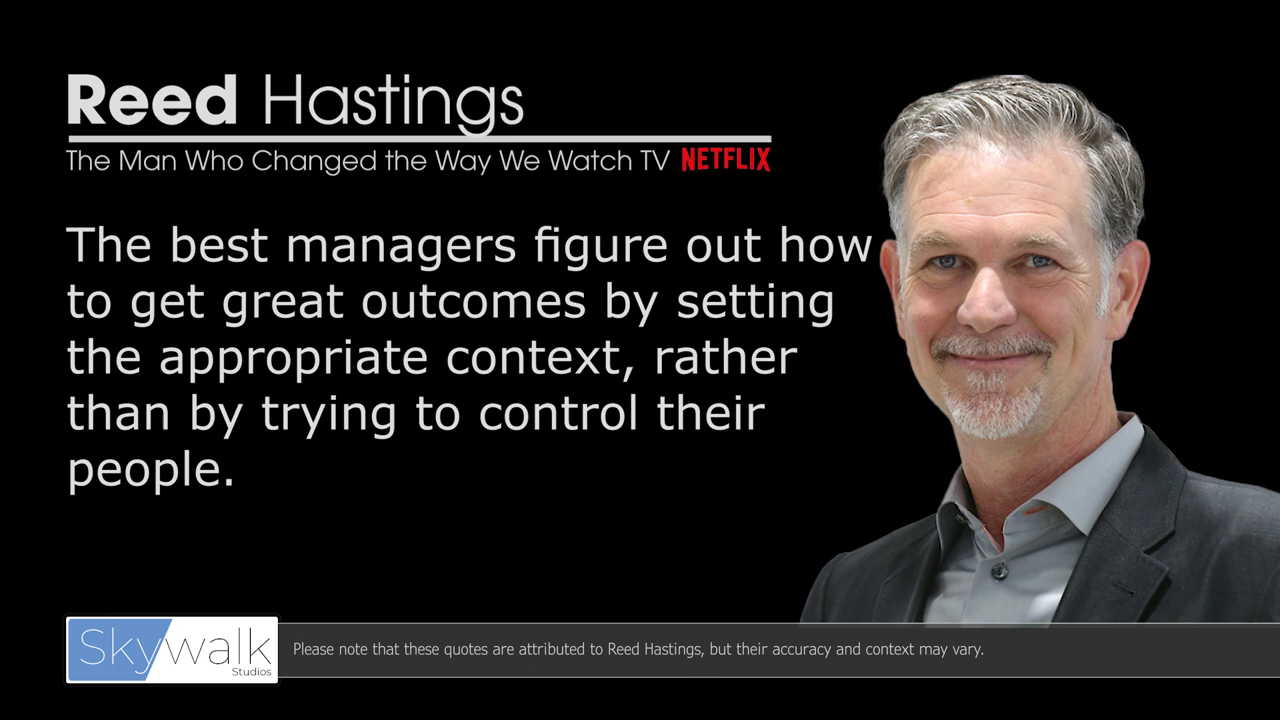 Reed Hastings
The Man Who Changed the Way We Watch TV NETFLIX
The best managers figure out how
to get great outcomes by setting
the appropriate context, rather
than by trying to control their
people.
Skywalk
Studios
Please note that these quotes are attributed to Reed Hastings, but their accuracy and context may vary.